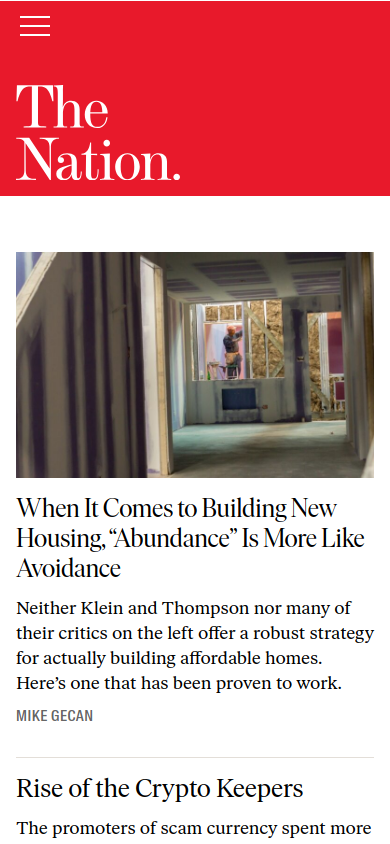 The
Nation.
When It Comes to Building New
Housing, “Abundance” Is More Like
Avoidance
Neither Klein and Thompson nor many of
their critics on the left offer a robust strategy
for actually building affordable homes.
Here’s one that has been proven to work.
MIKE GECAN
Rise of the Crypto Keepers
The promoters of scam currency spent more